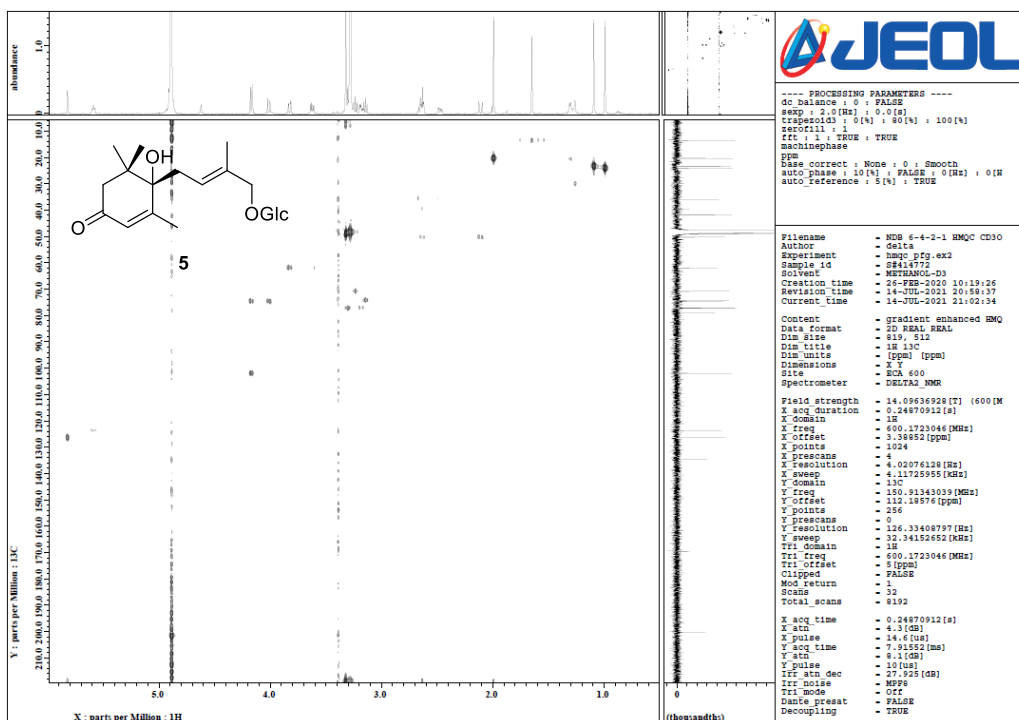 JEOL
---- PROCESSING PARAMETERS ----
dc_balance : 0 : FALSE
sexp : 2.0[Hz] : 0.0[s]
trapezoid3 : 0[%] : 80[%] : 100[%]
zerofill : 1
fft : 1 : TRUE : TRUE
machinephase
ppm
base_correct : None : 0 : Smooth
auto_phase : 10[%] : FALSE : 0[Hz] : 0[H
auto_reference : 5[%] : TRUE
Filename = NDB 6-4-2-1 HMQC CD3O
Author = delta
Experiment = hmqc_pfg.ex2
Sample_id = S#414772
Solvent = METHANOL-D3
Creation_time = 26-FEB-2020 10:19:26
Revision_time = 14-JUL-2021 20:58:37
Current_time = 14-JUL-2021 21:02:34
Content = gradient enhanced HMQ
Data_format = 2D REAL REAL
Dim_size = 819, 512
Dim_title = 1H 13C
Dim_units = [ppm] [ppm]
Dimensions = X Y
Site = ECA 600
Spectrometer = DELTA2_NMR
Field_strength = 14.09636928[T] (600[M
X_acq_duration = 0.24870912[s]
X_domain = 1H
X_freq = 600.1723046[MHz]
X_offset = 3.38852[ppm]
X_points = 1024
X_prescans = 4
X_resolution = 4.02076128[Hz]
X_sweep = 4.11725955[kHz]
Y_domain = 13C
Y_freq = 150.91343039[MHz]
Y_offset = 112.18576[ppm]
Y_points = 256
Y_prescans = 0
Y_resolution = 126.33408797[Hz]
Y_sweep = 32.34152652[kHz]
Tri_domain = 1H
Tri_freq = 600.1723046[MHz]
Tri_offset = 5[ppm]
Clipped = FALSE
Mod_return = 1
Scans = 32
Total_scans = 8192
X_acq_time = 0.24870912[s]
X_atn = 4.3[dB]
X_pulse = 14.6[us]
Y_acq_time = 7.91552[ms]
Y_atn = 8.1[dB]
Y_pulse = 10[us]
Irr_atn_dec = 27.925[dB]
Irr_noise = MPF8
Tri_mode = Off
Dante_presat = FALSE
Decoupling = TRUE
abundance
1.0
0
OH
O
OGlc
5
10.0
20.0
30.0
40.0
50.0
60.0
70.0
80.0
90.0
100.0
110.0
120.0
130.0
140.0
150.0
160.0
170.0
180.0
190.0
200.0
210.0
Y : parts per Million : 13C
5.0 4.0 3.0 2.0 1.0
X : parts per Million : 1H
0
(thousandths)